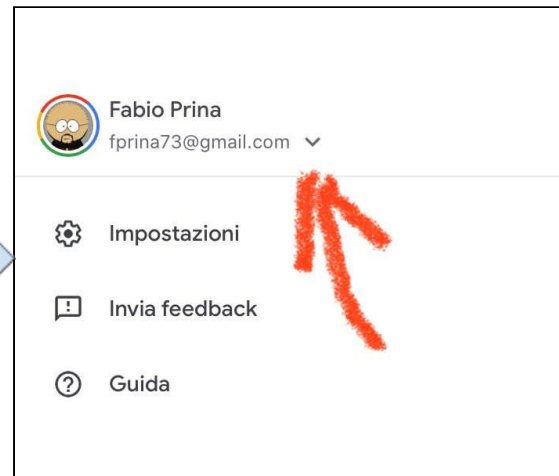 Fabio Prina
fprina73@gmail.com
Impostazioni
Invia feedback
Guida